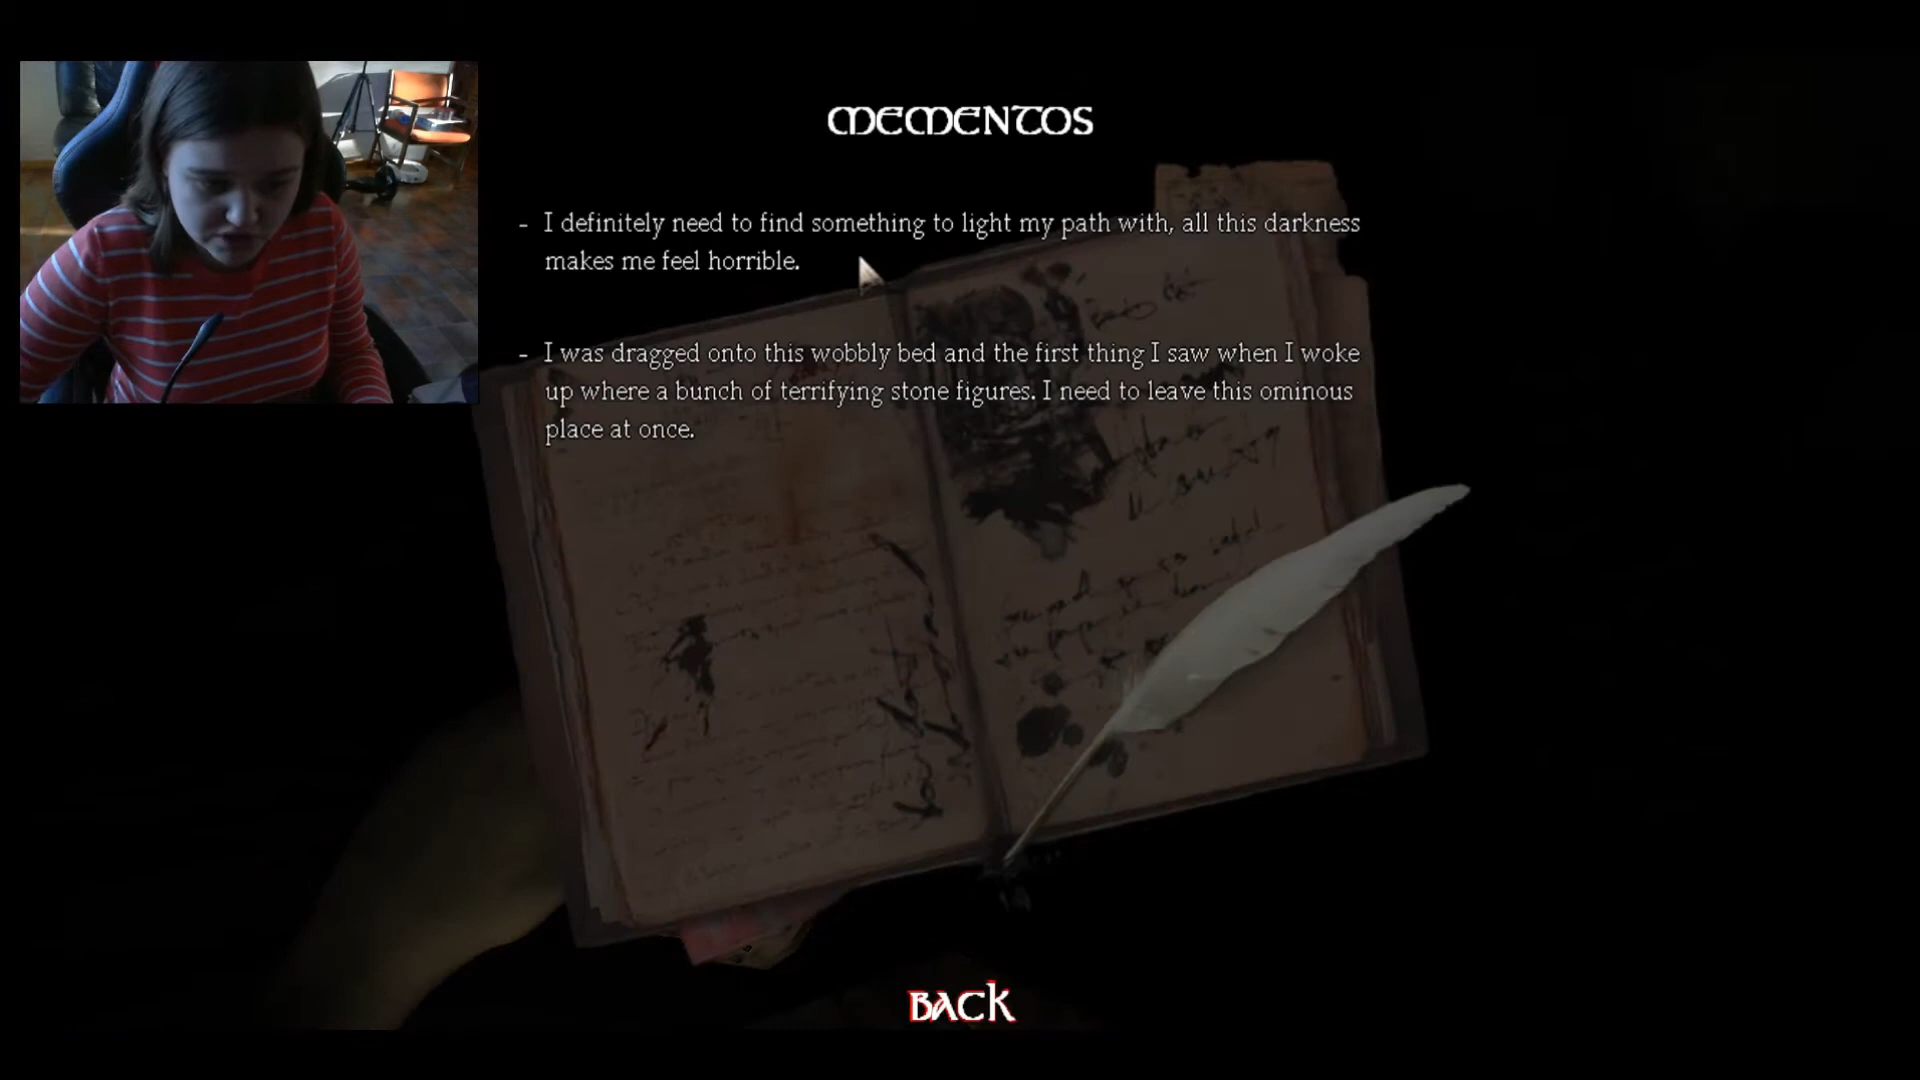 MEMENTOS
- I definitely need to find something to light my path with, all this darkness
makes me feel horrible.
- I was dragged onto this wobbly bed and the first thing I saw when I woke
up where a bunch of terrifying stone figures. I need to leave this ominous
place at once.
BACK